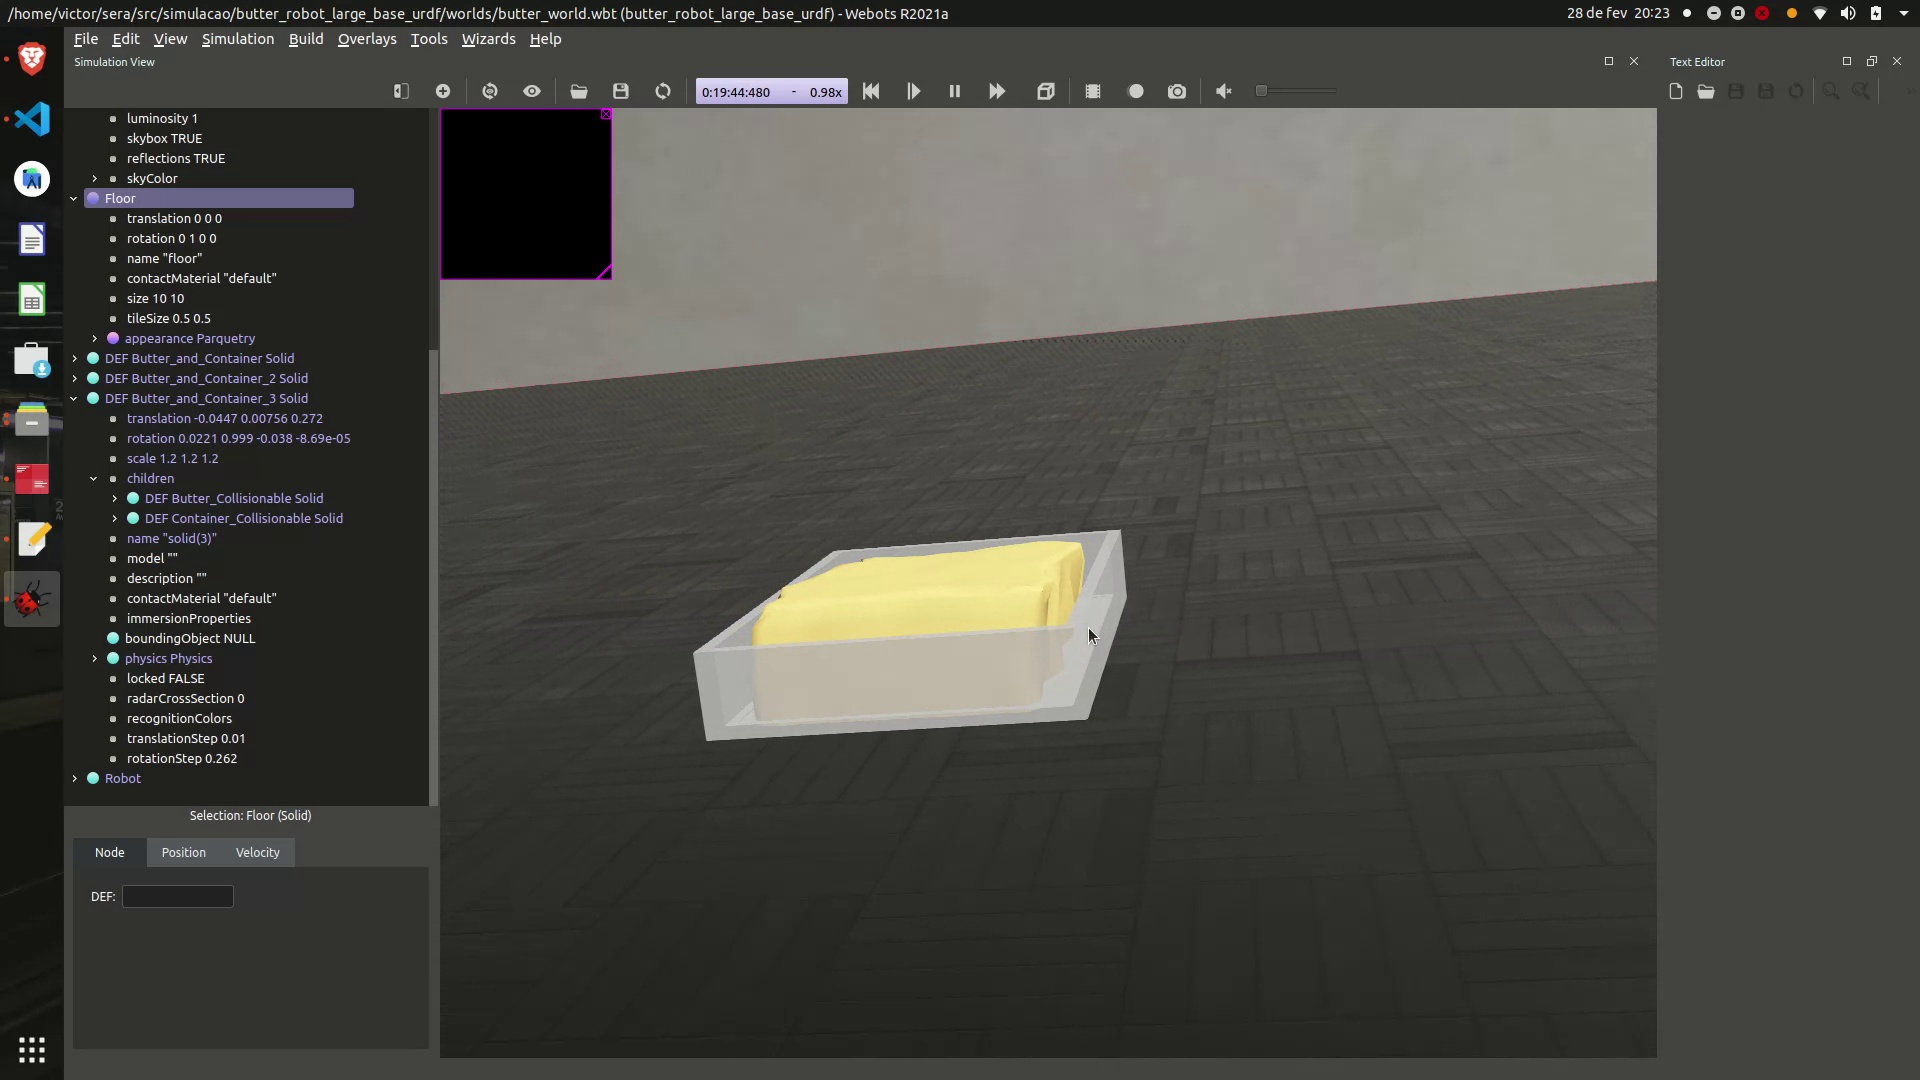 /home/victor/sera/src/simulacao/butter_robot_large_base_urdf/worlds/butter_world.wbt (butter_robot_large_base_urdf) - Webots R2021a
28 de fev  20:23
File Edit View Simulation Build Overlays Tools Wizards Help
Simulation View
Text Editor
0:19:44:480 - 0.98x
luminosity 1
skybox TRUE
reflections TRUE
skyColor
Floor
translation 0 0 0
rotation 0 1 0 0
name "floor"
contactMaterial "default"
size 10 10
tileSize 0.5 0.5
appearance Parquetry
DEF Butter_and_Container Solid
DEF Butter_and_Container_2 Solid
DEF Butter_and_Container_3 Solid
translation -0.0447 0.00756 0.272
rotation 0.0221 0.999 -0.038 -8.69e-05
scale 1.2 1.2 1.2
children
DEF Butter_Collisionable Solid
DEF Container_Collisionable Solid
name "solid(3)"
model ""
description ""
contactMaterial "default"
immersionProperties
boundingObject NULL
physics Physics
locked FALSE
radarCrossSection 0
recognitionColors
translationStep 0.01
rotationStep 0.262
Robot
Selection: Floor (Solid)
Node Position Velocity
DEF: